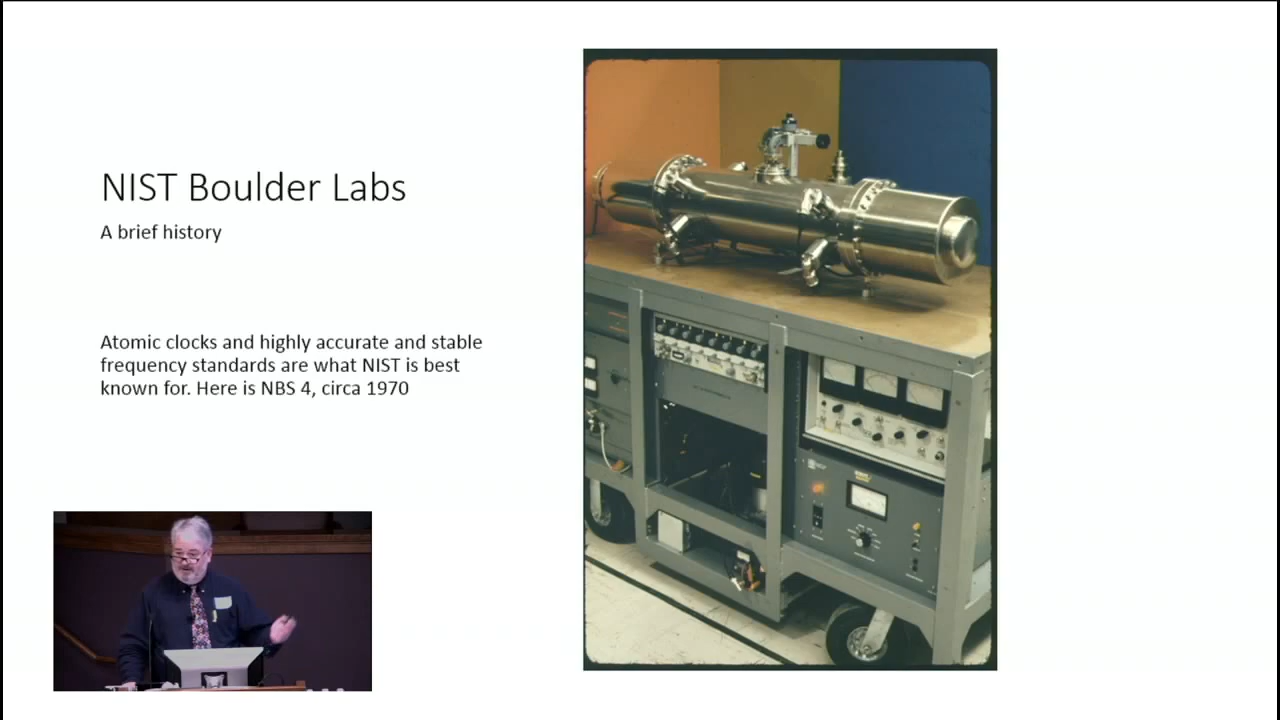 NIST Boulder Labs
A brief history
Atomic clocks and highly accurate and stable
frequency standards are what NIST is best
known for. Here is NBS 4, circa 1970